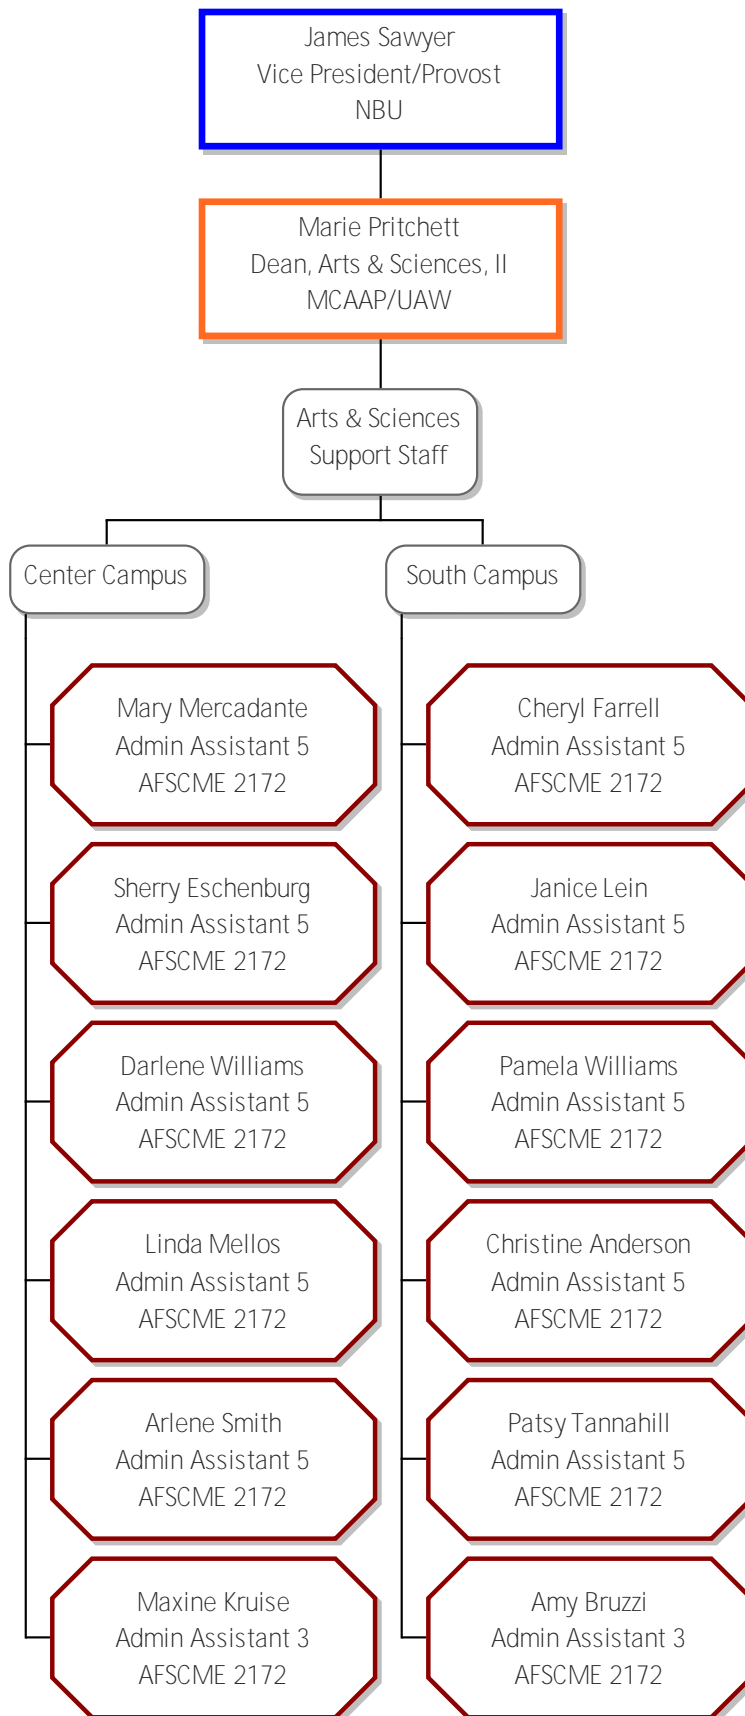 James Sawyer
Vice President/Provost
NBU
Marie Pritchett
Dean, Arts & Sciences, II
MCAAP/UAW
Arts & Sciences
Support Staff
Center Campus
South Campus
Mary Mercadante
Admin Assistant 5
AFSCME 2172
Sherry Eschenburg
Admin Assistant 5
AFSCME 2172
Darlene Williams
Admin Assistant 5
AFSCME 2172
Linda Mellos
Admin Assistant 5
AFSCME 2172
Arlene Smith
Admin Assistant 5
AFSCME 2172
Maxine Kruise
Admin Assistant 3
AFSCME 2172
Cheryl Farrell
Admin Assistant 5
AFSCME 2172
Janice Lein
Admin Assistant 5
AFSCME 2172
Pamela Williams
Admin Assistant 5
AFSCME 2172
Christine Anderson
Admin Assistant 5
AFSCME 2172
Patsy Tannahill
Admin Assistant 5
AFSCME 2172
Amy Bruzzi
Admin Assistant 3
AFSCME 2172